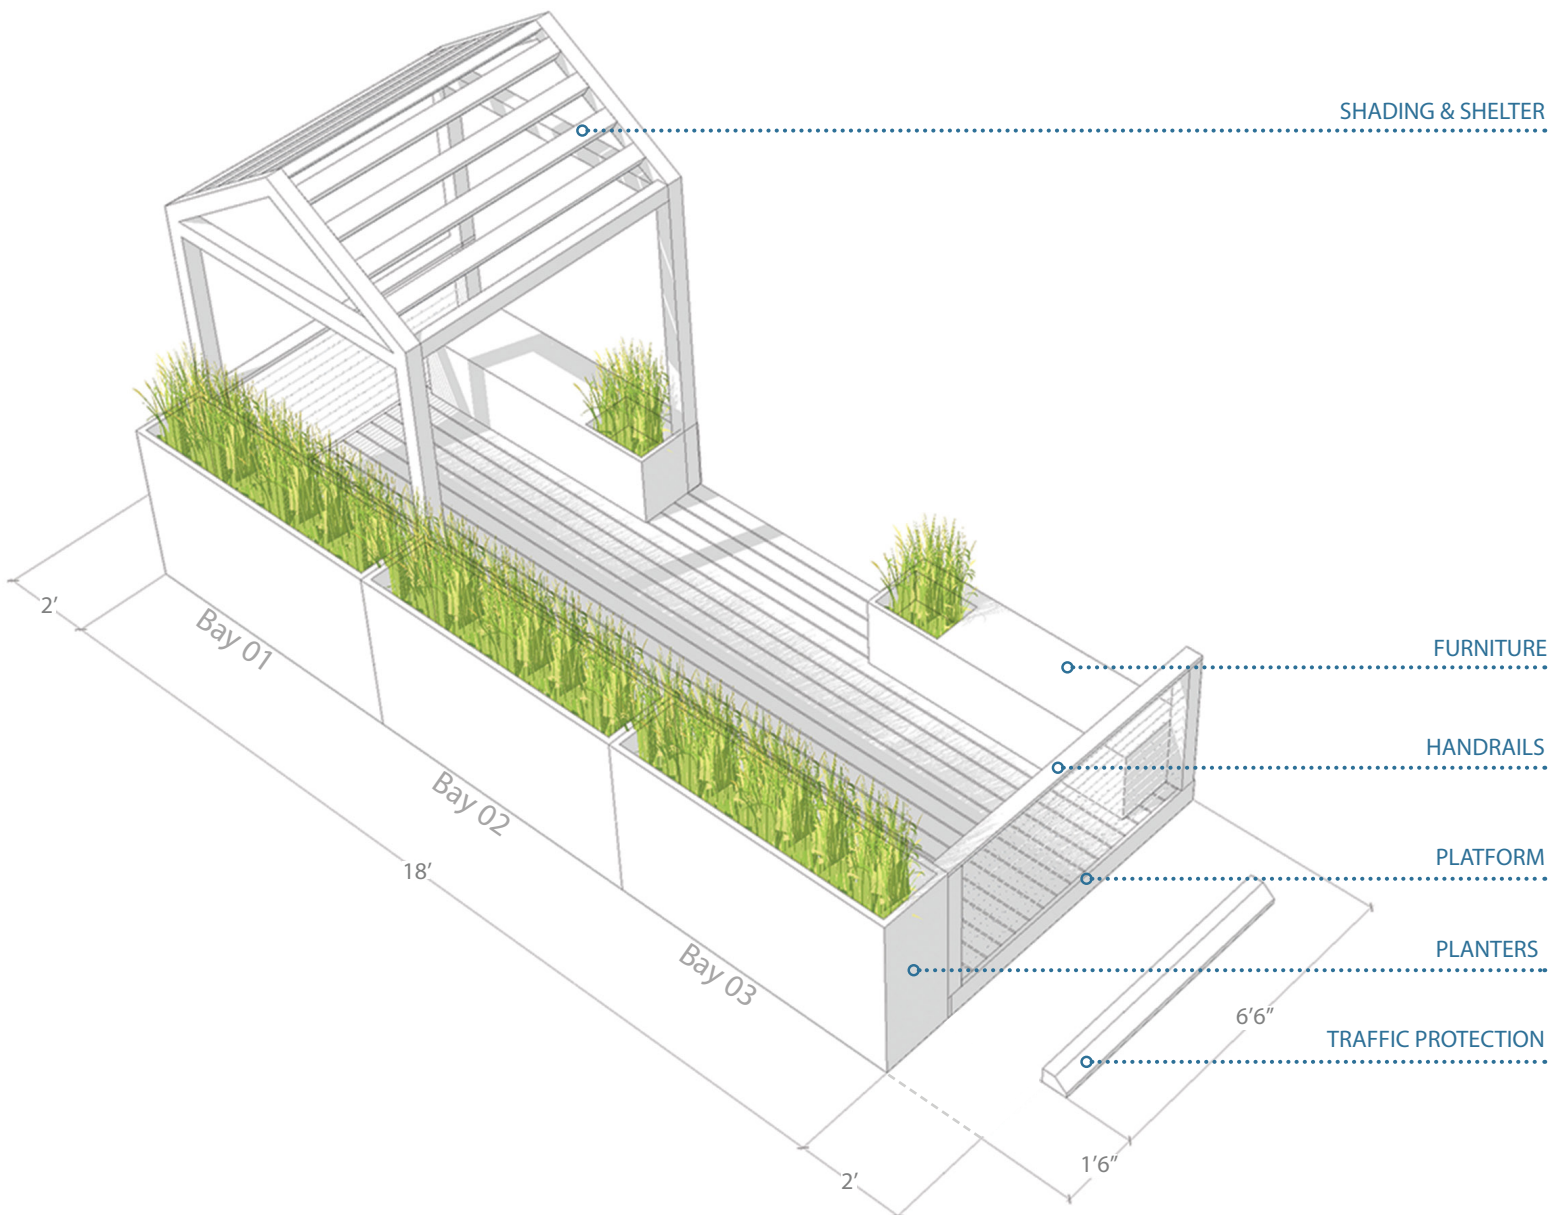 SHADING & SHELTER
2’
Bay 01
FURNITURE
HANDRAILS
Bay 02
18’
PLATFORM
PLANTERS
Bay 03
6’6”
TRAFFIC PROTECTION
1’6”
2’